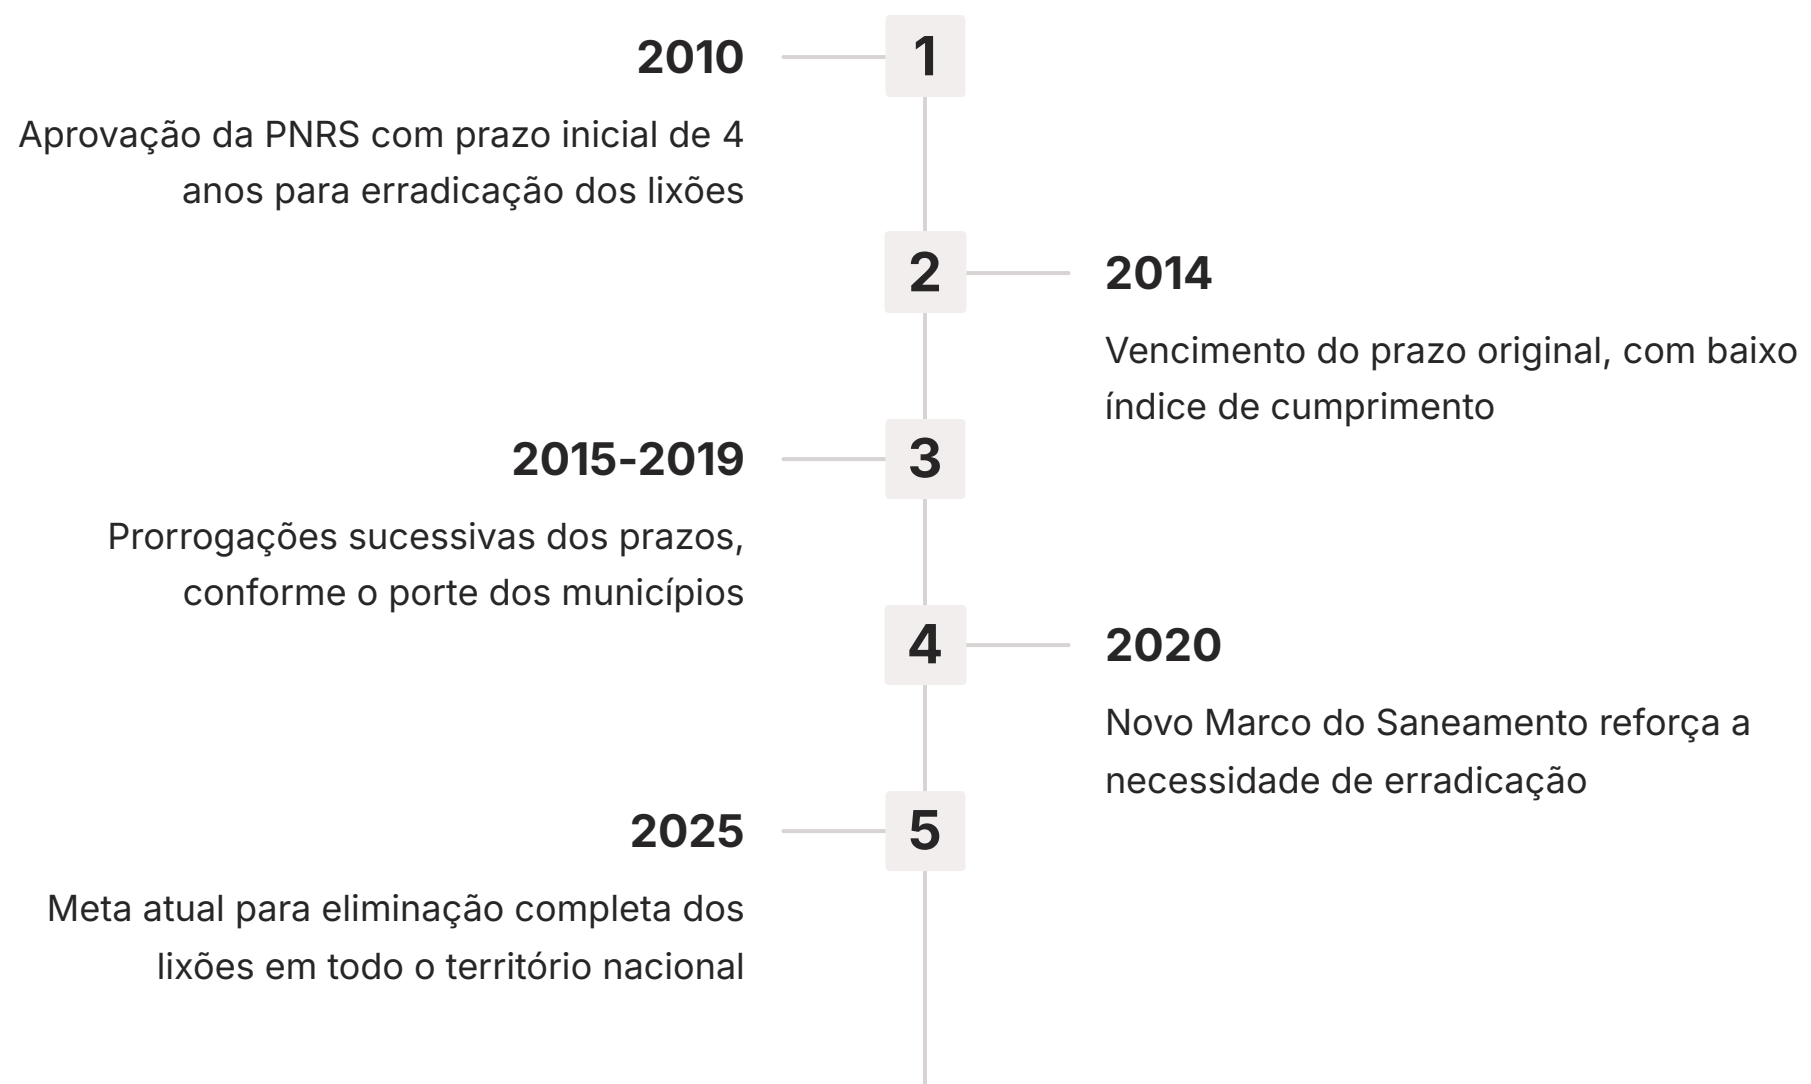 2010
1
Aprovação da PNRS com prazo inicial de 4
anos para erradicação dos lixões
2
2014
Vencimento do prazo original, com baixo
índice de cumprimento
2015-2019
3
Prorrogações sucessivas dos prazos,
conforme o porte dos municípios
4
2020
Novo Marco do Saneamento reforça a
necessidade de erradicação
2025
5
Meta atual para eliminação completa dos
lixões em todo o território nacional